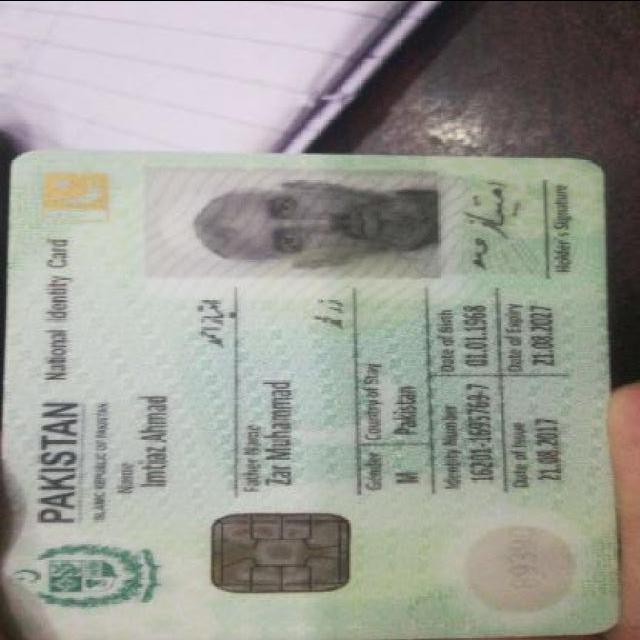 PAKISTAN
National Identity Card
ISLAMIC REPUBLIC OF PAKISTAN
Name
Imtiaz Ahmad
امتیاز احمد
Father Name
Zar Muhammad
Gender
Country of Stay
M
Pakistan
Identity Number
Date of Birth
16201-1695769-7
01.01.1968
Date of Issue
Date of Expiry
21.08.2017
21.08.2027
Holder's Signature